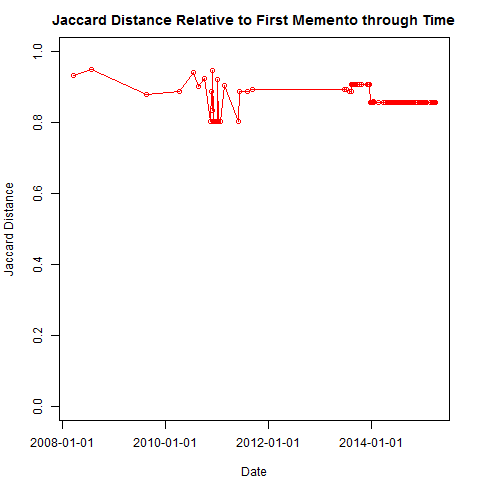 Jaccard Distance Relative to First Memento through Time
1.0
0.8
0.6
0.4
0.2
0.0
Jaccard Distance
2008-01-01 2010-01-01 2012-01-01 2014-01-01
Date